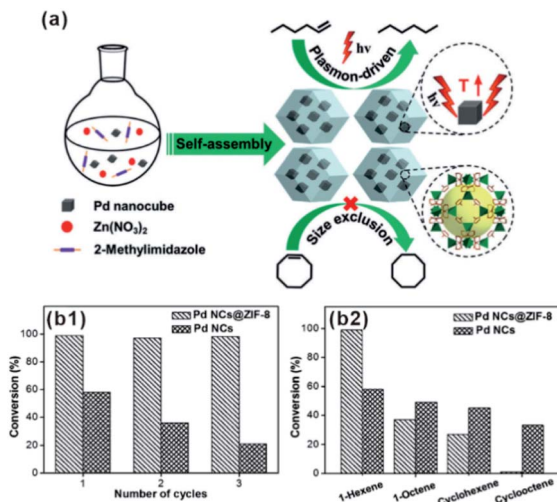 (a)
Plasmon-driven
hν
T
hν
Self-assembly
Pd nanocube
Zn(NO₃)₂
2-Methylimidazole
Size exclusion
(b1)
Pd NCs@ZIF-8
Pd NCs
Conversion (%)
100
80
60
40
20
0
1
2
3
Number of cycles
(b2)
Pd NCs@ZIF-8
Pd NCs
Conversion (%)
100
80
60
40
20
0
1-Hexene
1-Octene
Cyclohexene
Cyclooctene